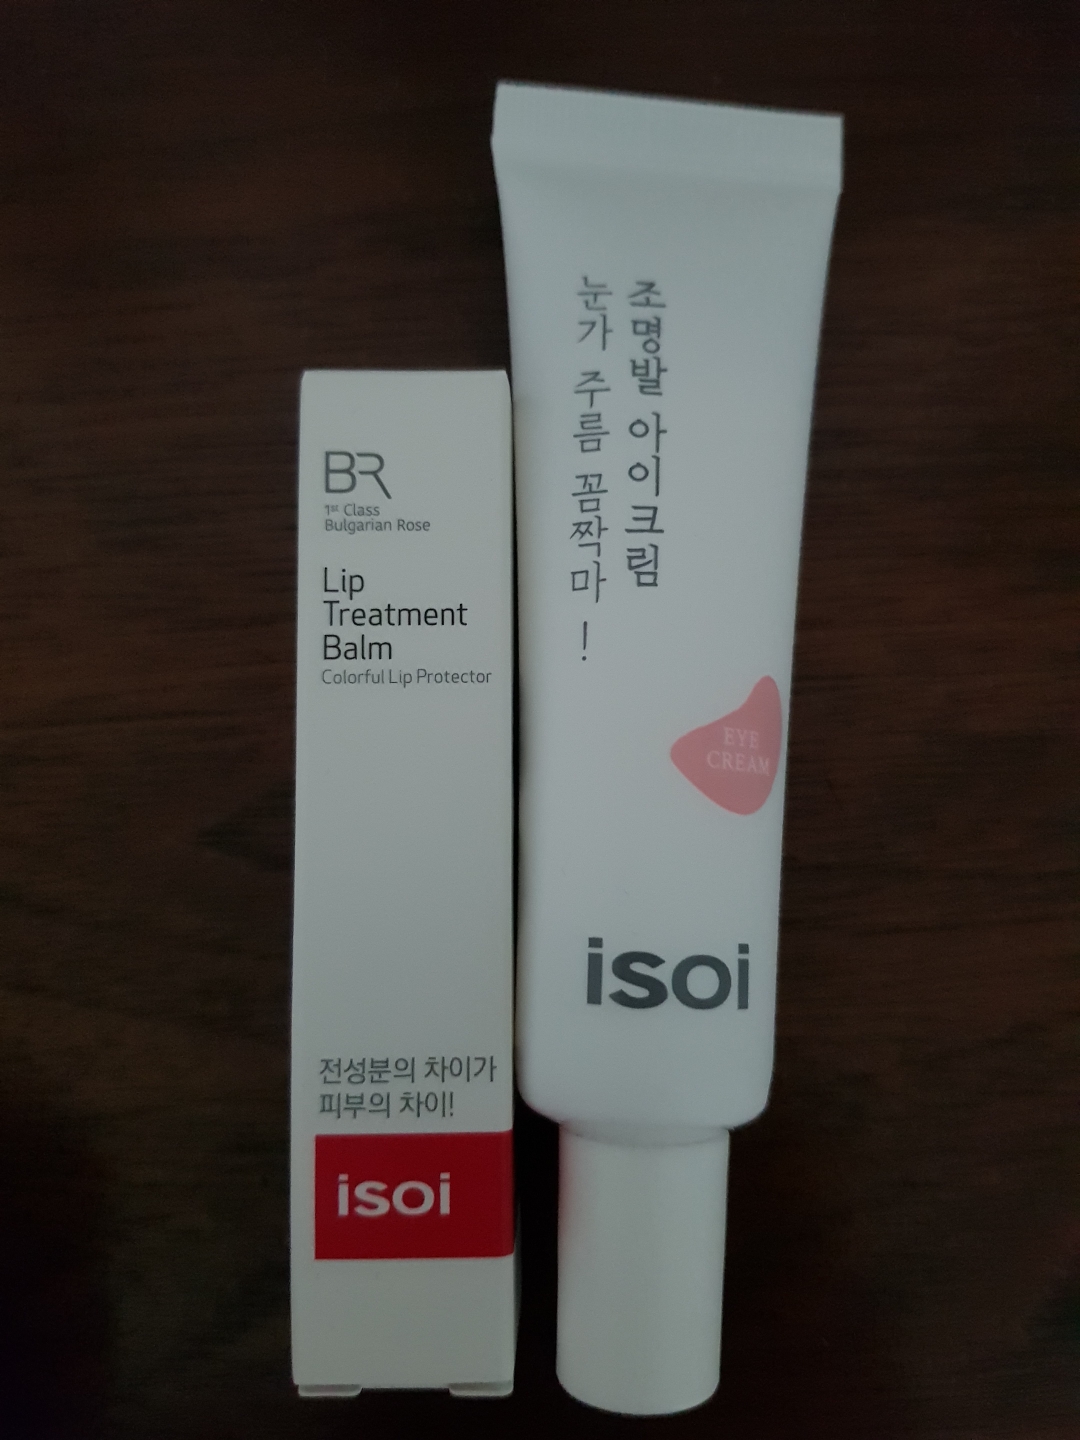 BR
1st Class
Bulgarian Rose
Lip
Treatment
Balm
Colorful Lip Protector
전성분의 차이가
피부의 차이!
isoi
조명발 아이크림
눈가 주름 꼼짝마!
EYE
CREAM
isoi